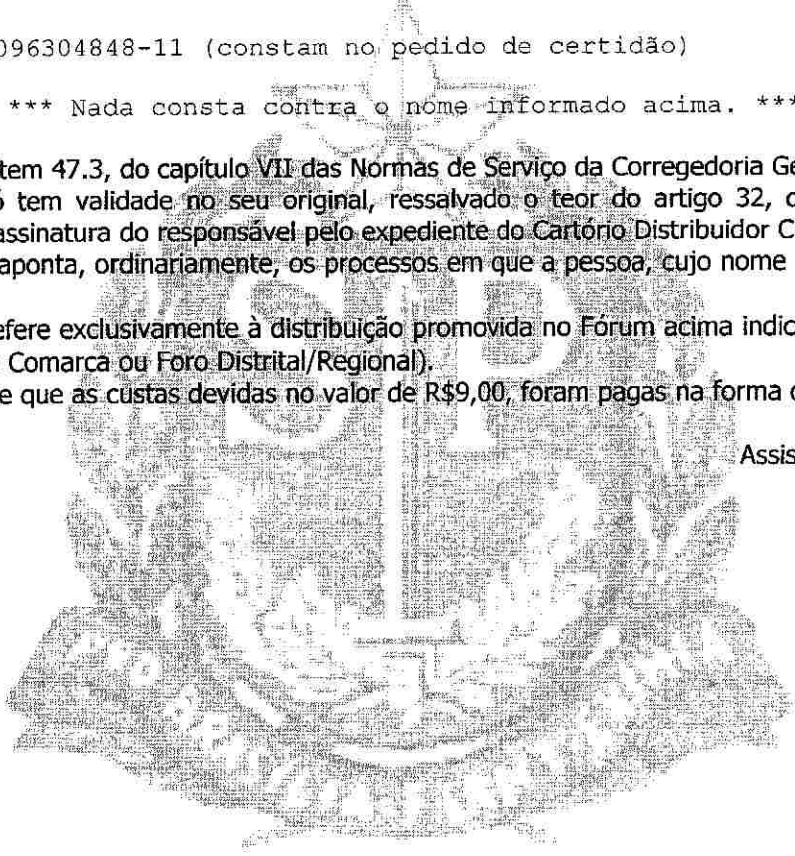 096304848-11 (constam no pedido de certidão)
*** Nada consta contra o nome informado acima. ***
tem 47.3, do capítulo VII das Normas de Serviço da Corregedoria Ge
ó tem validade no seu original, ressalvado o teor do artigo 32, d
assinatura do responsável pelo expediente do Cartório Distribuidor C
aponta, ordinariamente, os processos em que a pessoa, cujo nome
efere exclusivamente à distribuição promovida no Fórum acima indic
Comarca ou Foro Distrital/Regional).
e que as custas devidas no valor de R$9,00, foram pagas na forma d
Assis
SP